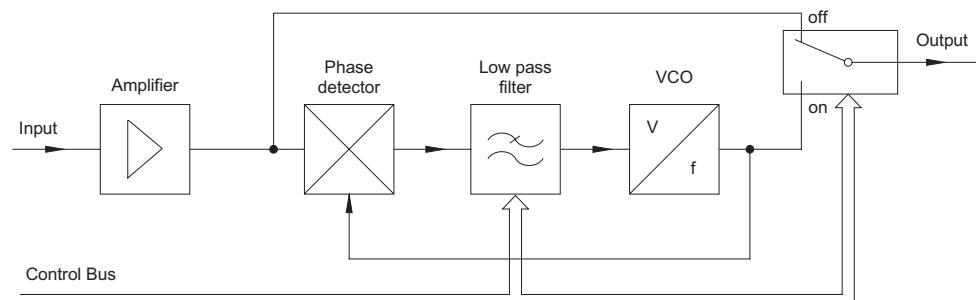 off
Output
Phase
detector
Low pass
filter
VCO
Amplifier
Input
V
f
on
Control Bus